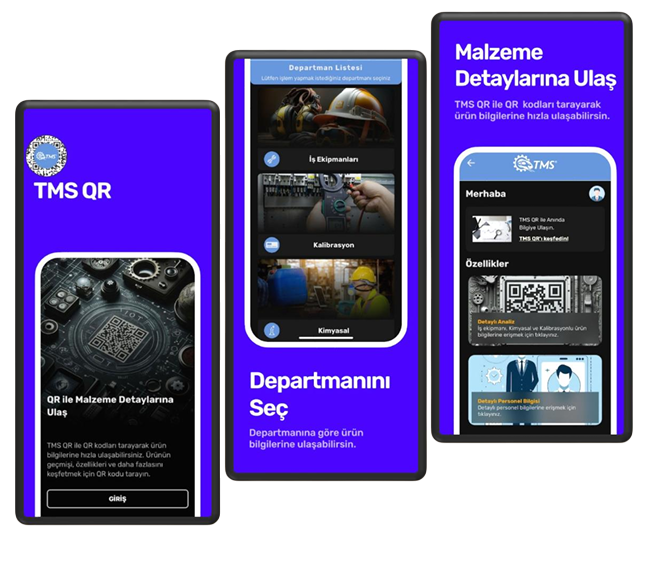 TMS
TMS QR
IOT
QR ile Malzeme Detaylarına
Ulaş
TMS QR ile QR kodları tarayarak ürün
bilgilerine hızla ulaşabilirsiniz. Ürünün
geçmişi, özellikleri ve daha fazlasını
keşfetmek için QR kodu tarayın.
GİRİŞ
Departman Listesi
Lütfen işlem yapmak istediğiniz departmanı seçiniz
İş Ekipmanları
Kalibrasyon
Kimyasal
Departmanını
Seç
Departmanına göre ürün
bilgilerine ulaşabilirsin.
Malzeme
Detaylarına Ulaş
TMS QR ile QR kodları tarayarak
ürün bilgilerine hızla ulaşabilirsin.
TMS
Merhaba
TMS QR ile Anında
Bilgiye Ulaşın.
TMS QR'ı keşfedin!
Özellikler
Detaylı Analiz
İş ekipmanı, Kimyasal ve Kalibrasyonlu ürün
bilgilerine erişmek için tıklayınız.
Detaylı Personel Bilgisi
Detaylı personel bilgilerine erişmek için
tıklayınız.